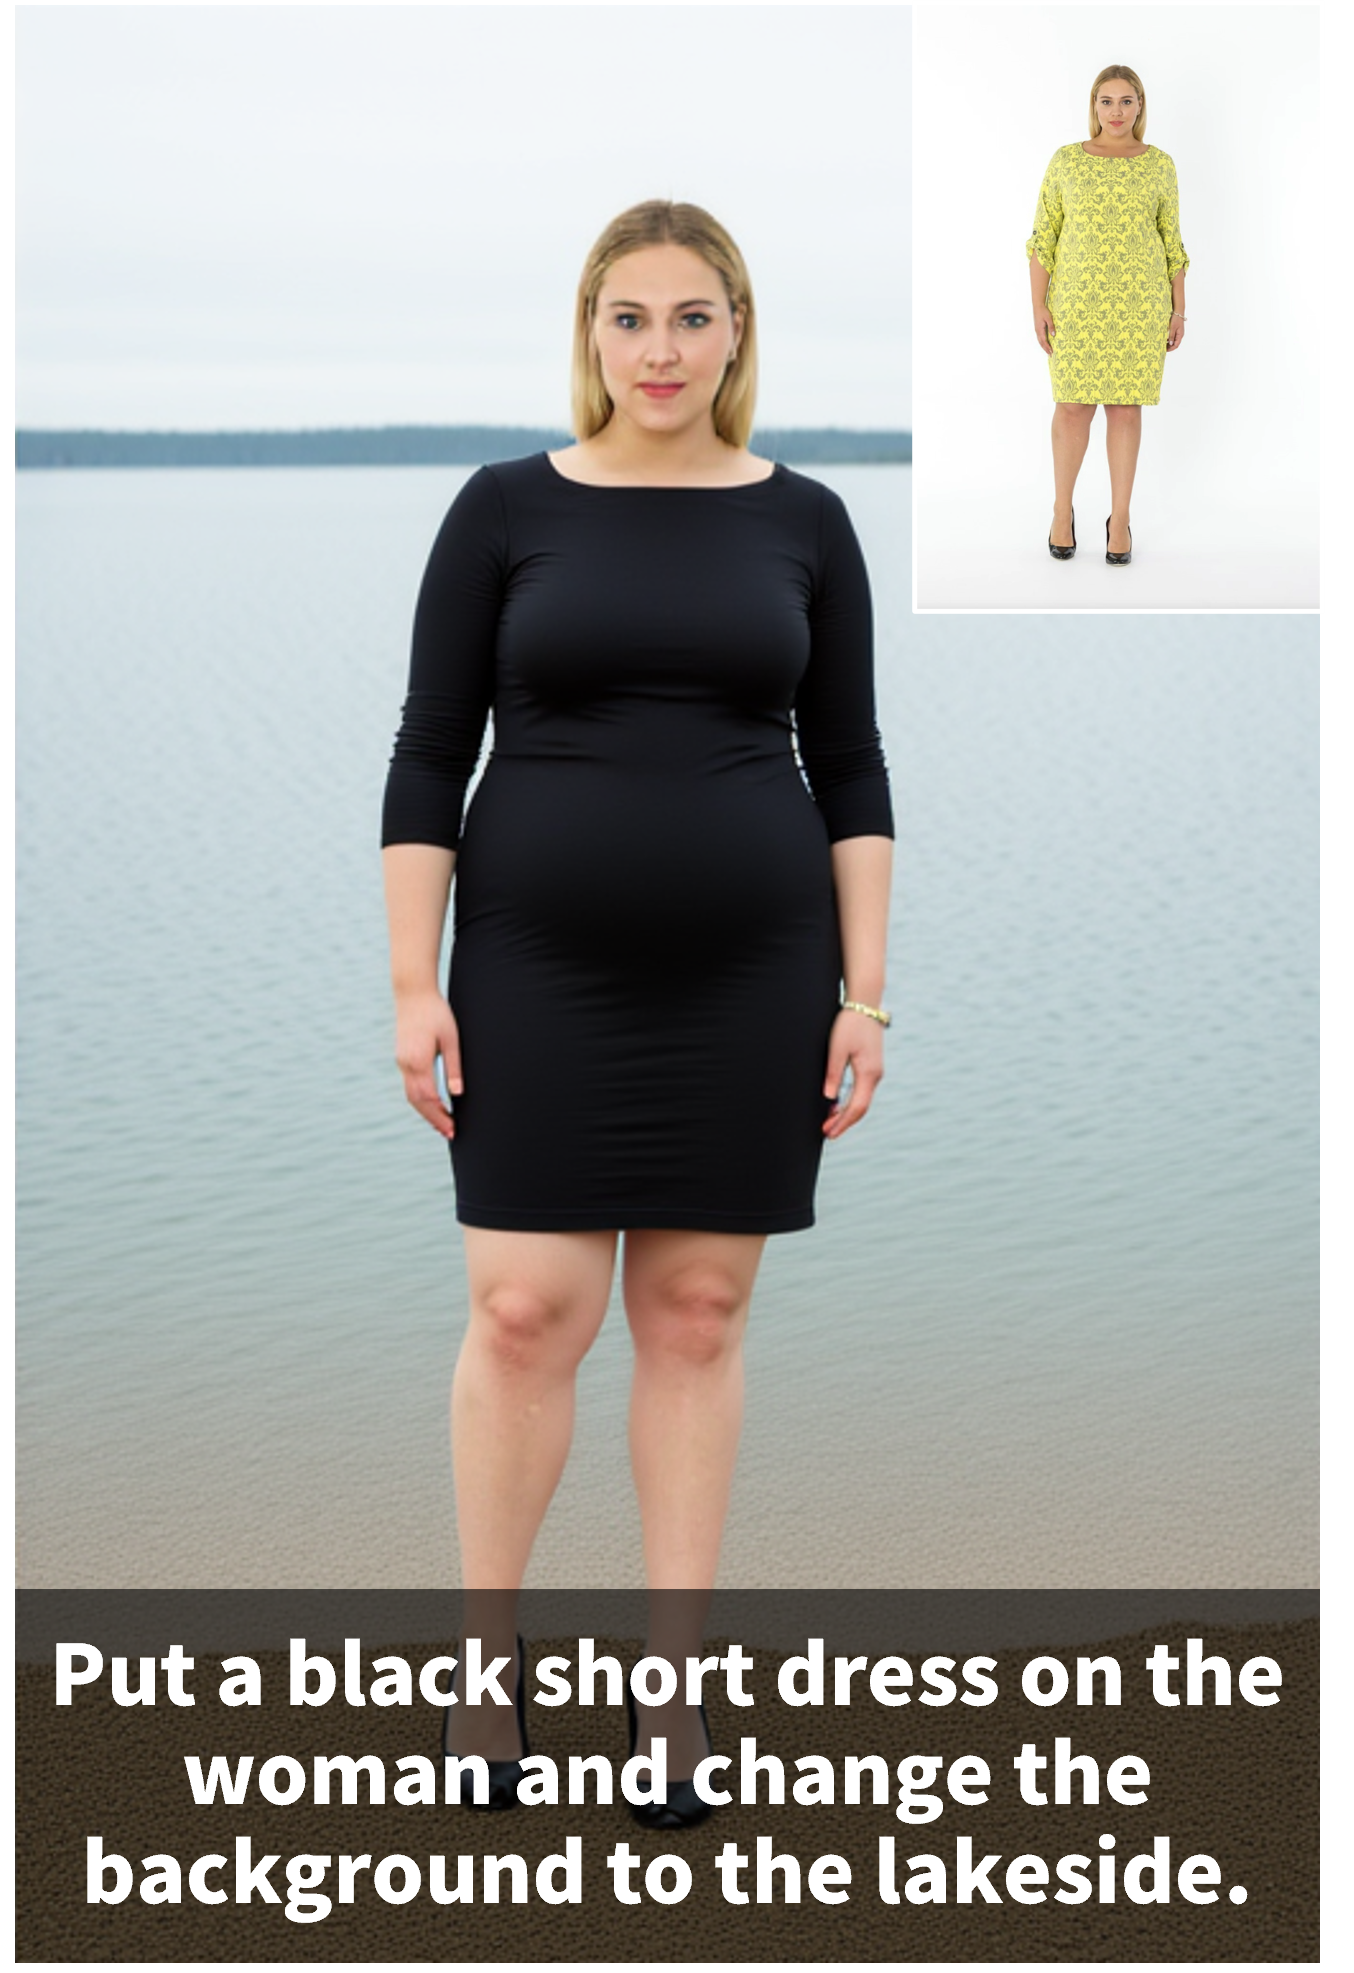 Put a black short dress on the
woman and change the
background to the lakeside.